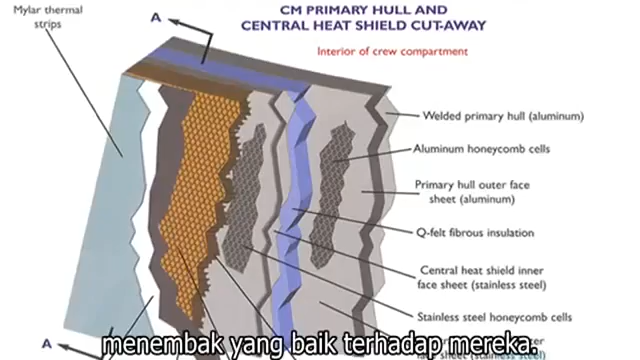 Mylar thermal
strips
A
CM PRIMARY HULL AND
CENTRAL HEAT SHIELD CUT-AWAY
Interior of crew compartment
Welded primary hull (aluminum)
Aluminum honeycomb cells
Primary hull outer face
sheet (aluminum)
Q-felt fibrous insulation
Central heat shield inner
face sheet (stainless steel)
Stainless steel honeycomb cells
A
menembak yang baik terhadap mereka.